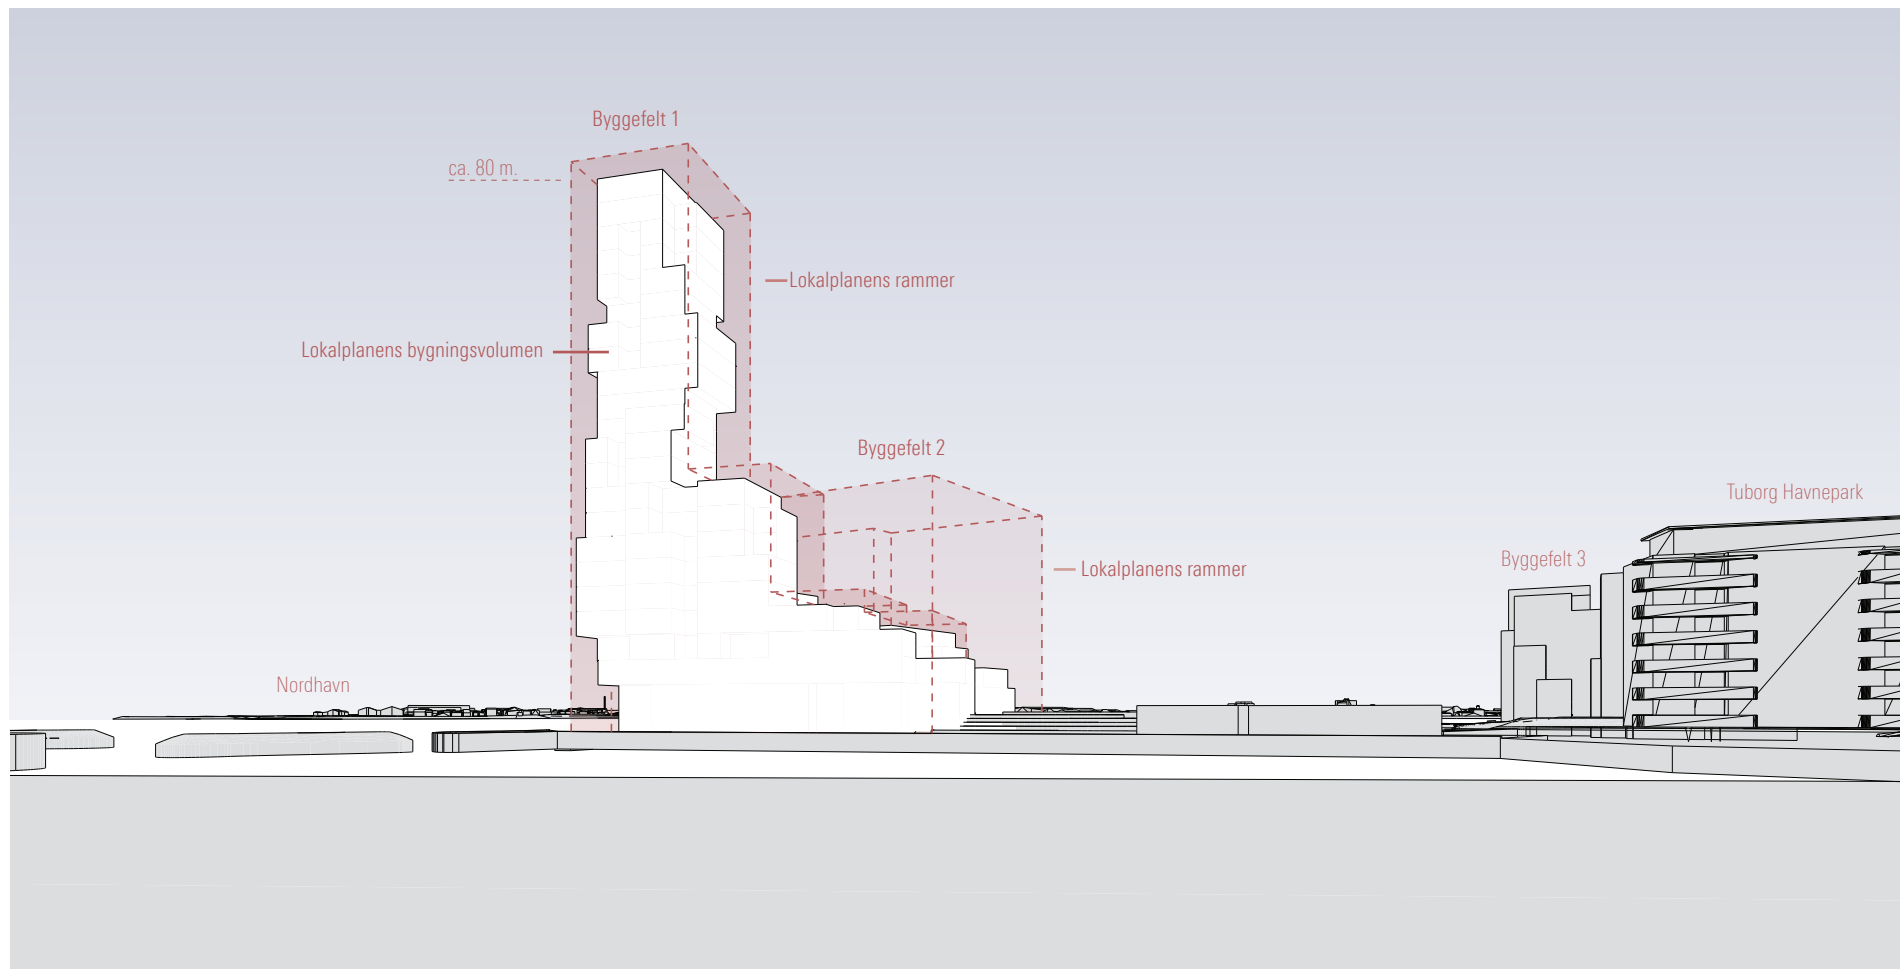 Byggefelt 1
ca. 80 m.
Lokalplanens rammer
Lokalplanens bygningsvolumen
Byggefelt 2
Tuborg Havnepark
Byggefelt 3
Lokalplanens rammer
Nordhavn